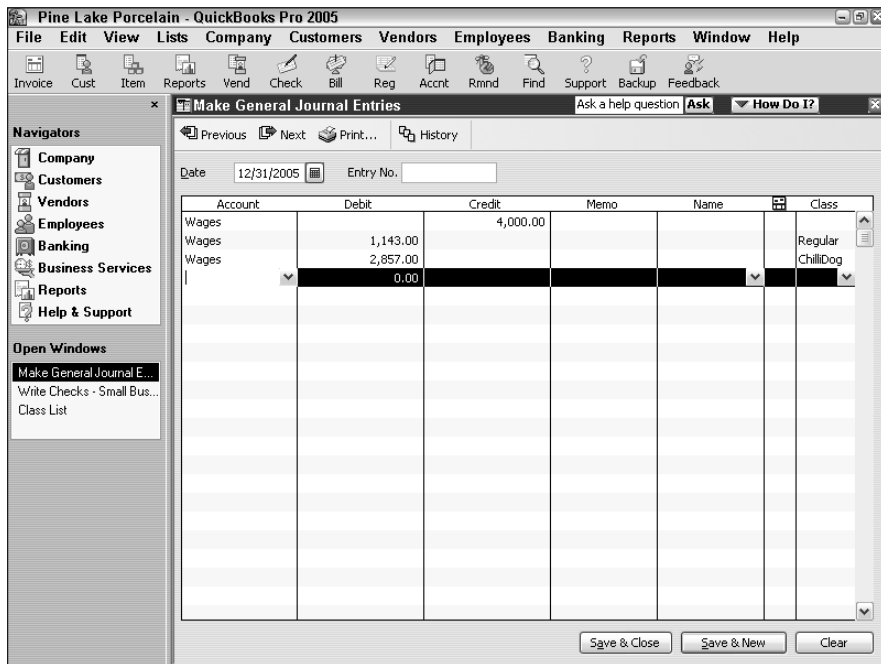 Pine Lake Porcelain - QuickBooks Pro 2005
File Edit View Lists Company Customers Vendors Employees Banking Reports Window Help
Invoice Cust Item Reports Vend Check Bill Reg Accnt Rmnd Find Support Backup Feedback
Make General Journal Entries Ask a help question Ask How Do I?
Navigators
Company
Customers
Vendors
Employees
Banking
Business Services
Reports
Help & Support
Open Windows
Make General Journal E...
Write Checks - Small Bus...
Class List
Previous Next Print... History
Date 12/31/2005 Entry No.
Account Debit Credit Memo Name Class
Wages 4,000.00
Wages 1,143.00 Regular
Wages 2,857.00 ChilliDog
0.00
Save & Close Save & New Clear